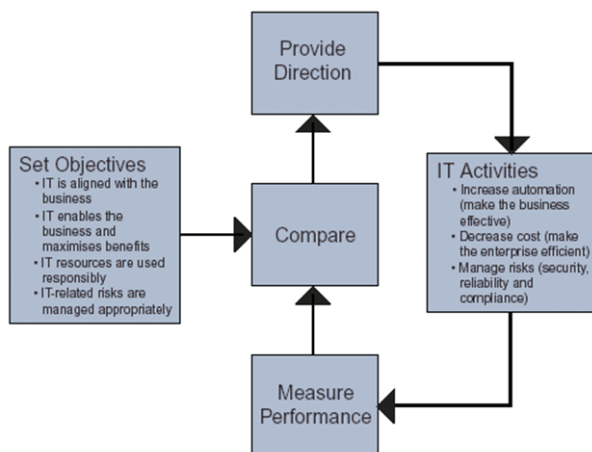 Provide
Direction
Set Objectives
• IT is aligned with the
business
• IT enables the
business and
maximises benefits
• IT resources are used
responsibly
• IT-related risks are
managed appropriately
Compare
IT Activities
• Increase automation
(make the business
effective)
• Decrease cost (make
the enterprise efficient)
• Manage risks (security,
reliability and
compliance)
Measure
Performance